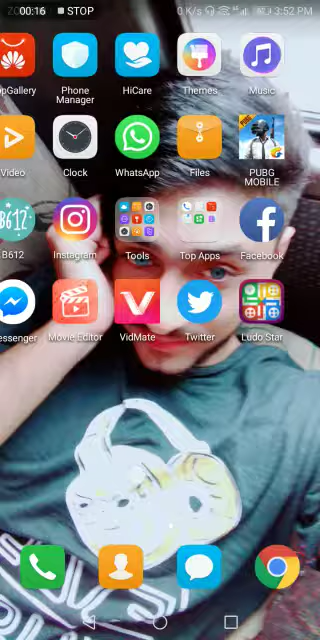 00:16 STOP 0 K/s 3:52 PM
ppGallery Phone Manager HiCare Themes Music
Video Clock WhatsApp Files PUBG MOBILE
B612 Instagram Tools Top Apps Facebook
essenger Movie Editor VidMate Twitter Ludo Star